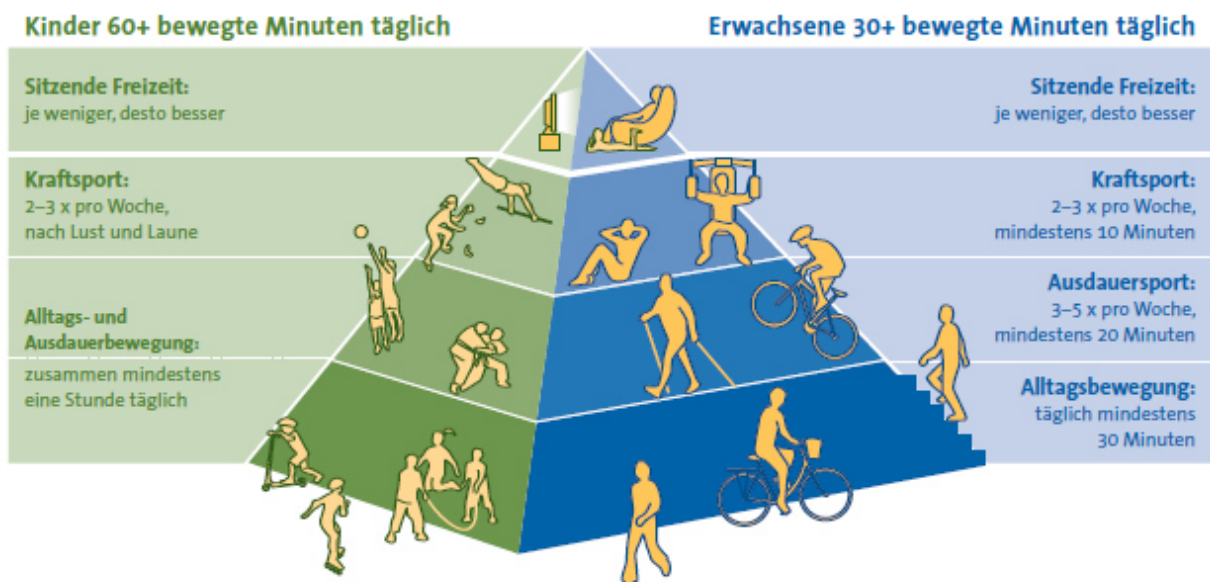 Kinder 60+ bewegte Minuten täglich
Sitzende Freizeit:
je weniger, desto besser
Kraftsport:
2–3 x pro Woche,
nach Lust und Laune
Alltags- und
Ausdauerbewegung:
zusammen mindestens
eine Stunde täglich
Erwachsene 30+ bewegte Minuten täglich
Sitzende Freizeit:
je weniger, desto besser
Kraftsport:
2–3 x pro Woche,
mindestens 10 Minuten
Ausdauersport:
3–5 x pro Woche,
mindestens 20 Minuten
Alltagsbewegung:
täglich mindestens
30 Minuten